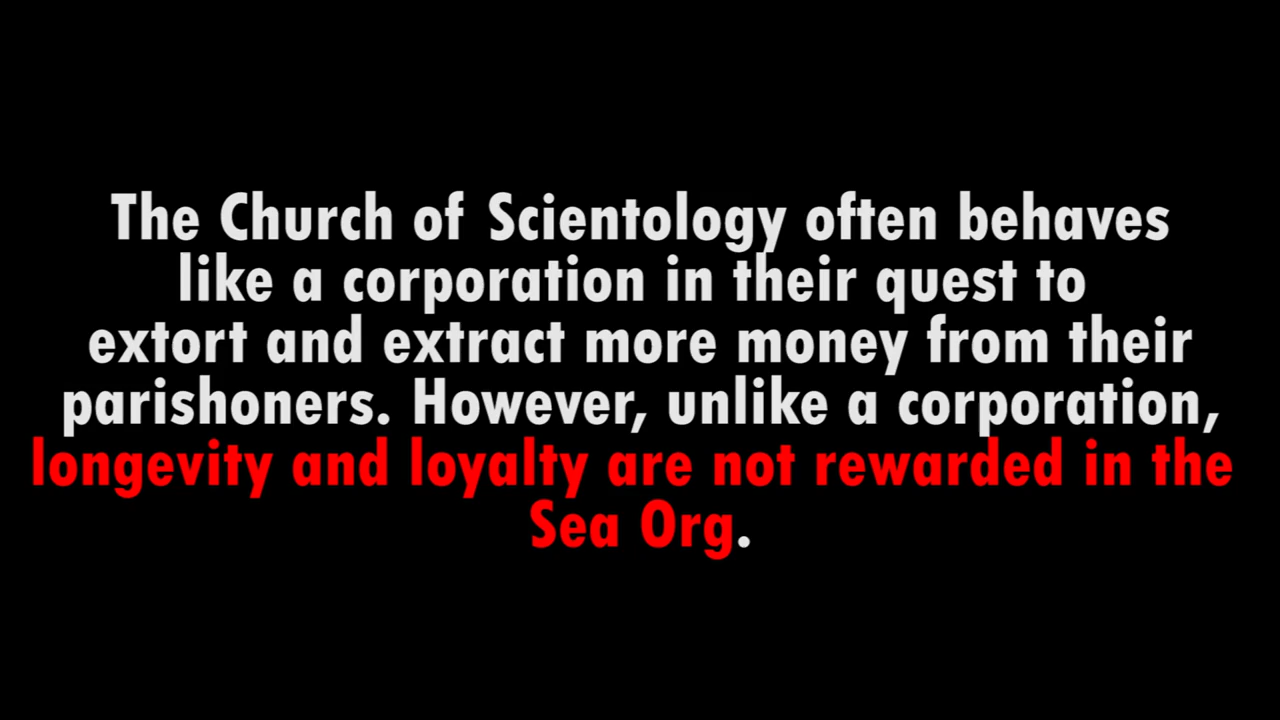 The Church of Scientology often behaves
like a corporation in their quest to
extort and extract more money from their
parishoners. However, unlike a corporation,
longevity and loyalty are not rewarded in the
Sea Org.